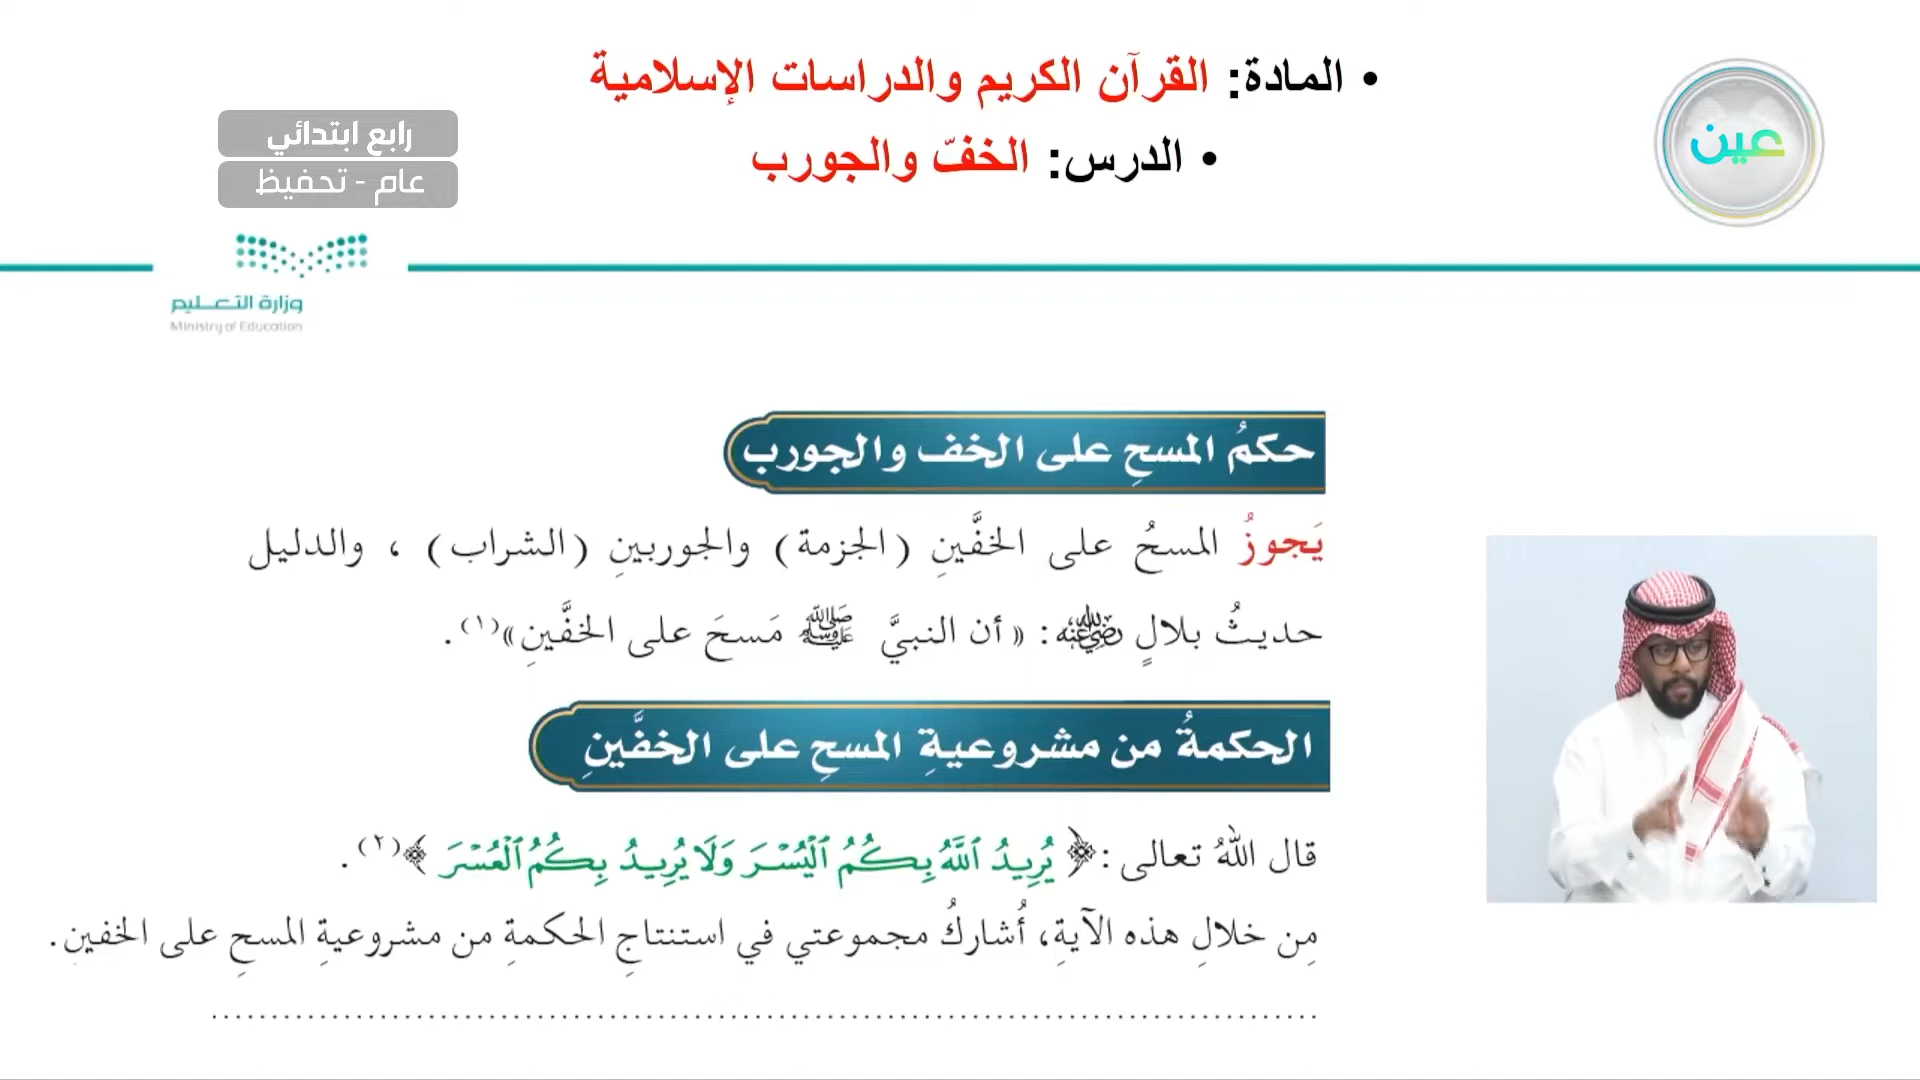 • المادة: القرآن الكريم والدراسات الإسلامية
• الدرس: الخفّ والجورب
عين
رابع ابتدائي
عام - تحفيظ
وزارة التعليم
Ministry of Education
حكمُ المسحِ على الخف والجورب
يَجوزُ المسحُ على الخفَّينِ (الجزمة) والجوربينِ (الشراب) ، والدليل
حديثُ بلالٍ رضي الله عنه: «أن النبيَّ ﷺ مَسحَ على الخفَّينِ»(١).
الحكمةُ من مشروعيةِ المسحِ على الخفَّينِ
قال اللهُ تعالى :﴿ يُرِيدُ ٱللَّهُ بِكُمُ ٱلْيُسْرَ وَلَا يُرِيدُ بِكُمُ ٱلْعُسْرَ ﴾(٢).
مِن خلالِ هذه الآيةِ، أُشاركُ مجموعتي في استنتاجِ الحكمةِ من مشروعيةِ المسحِ على الخفينِ.